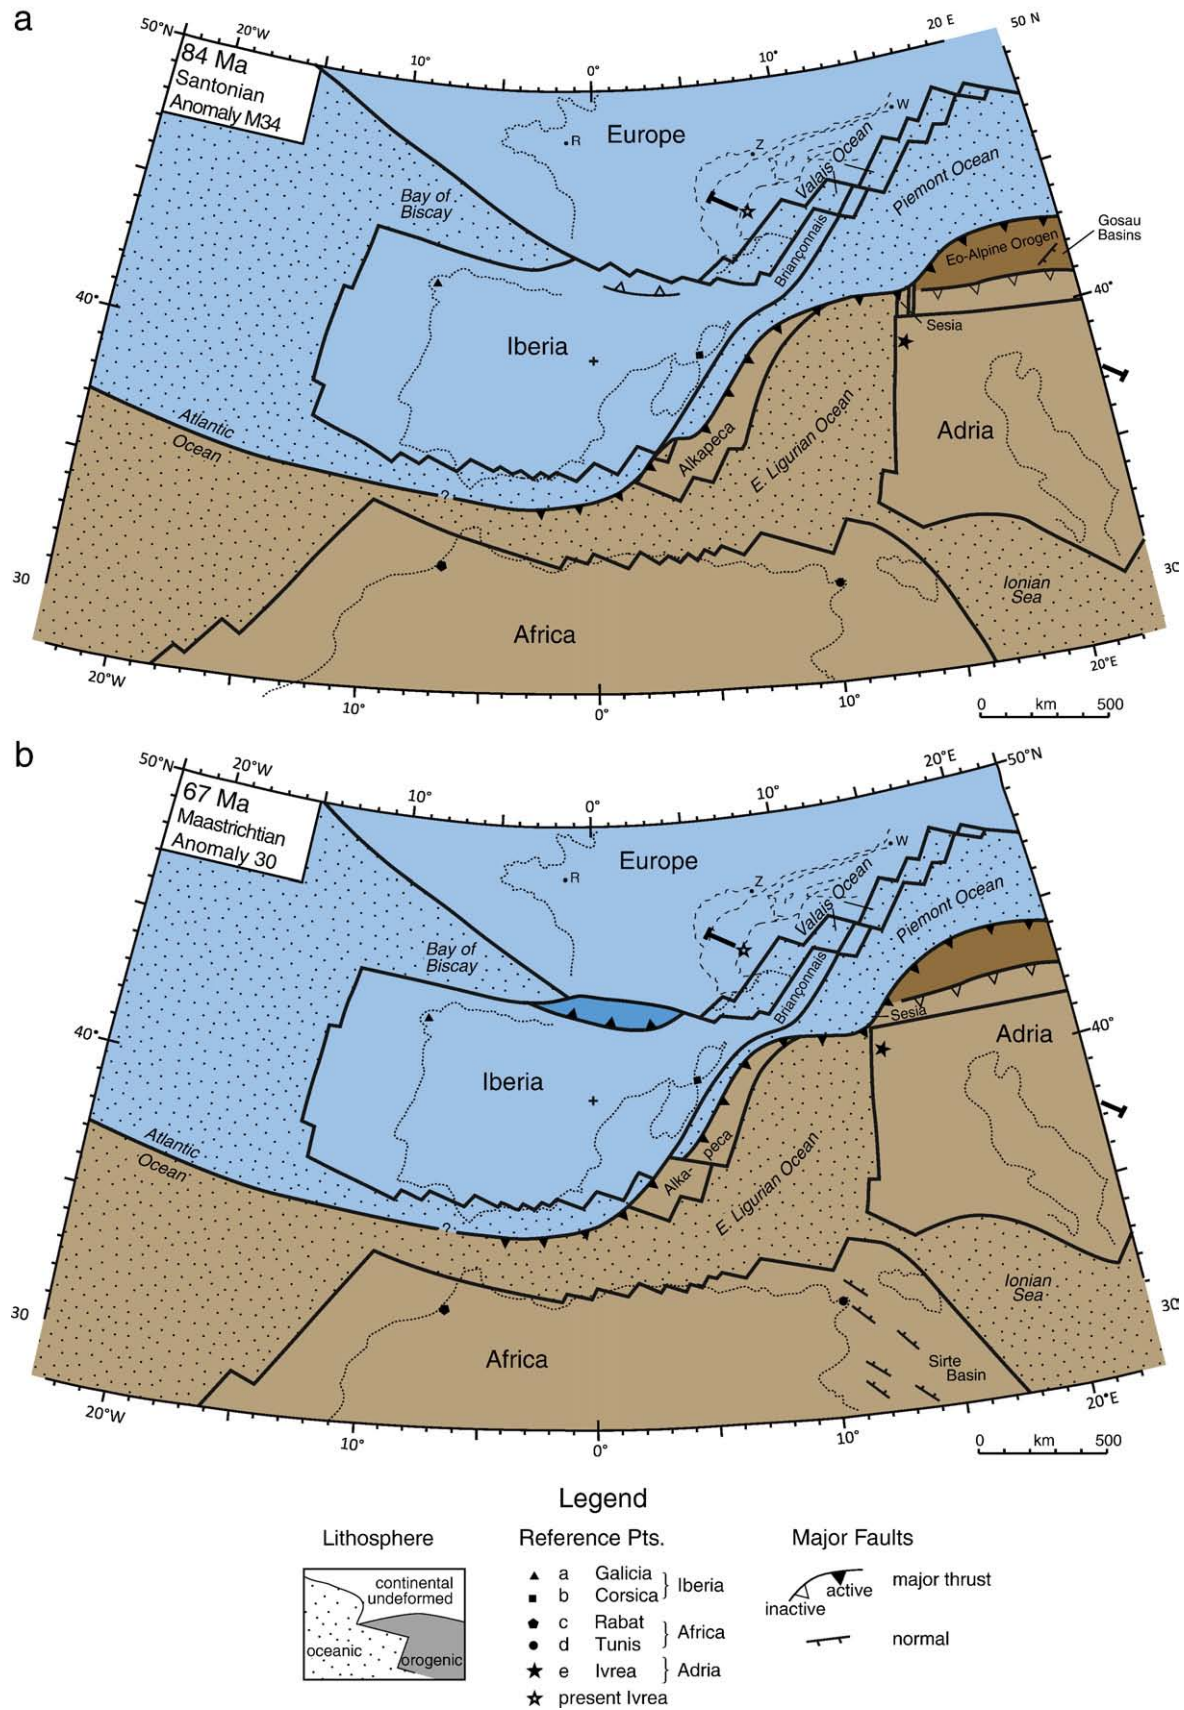 a
50°N
20°W
10°
0°
10°
20 E
50 N
84 Ma
Santonian
Anomaly M34
R
Europe
W
Z
Valais Ocean
Piemont Ocean
Bay of
Biscay
Briançonnais
Eo-Alpine Orogen
Gosau
Basins
40°
40°
Sesia
Iberia
Adria
Atlantic
Ocean
Alkapeca
E. Ligurian Ocean
?
30
30
Ionian
Sea
Africa
20°W
10°
0°
10°
20°E
0 km 500
b
50°N
20°W
10°
0°
10°
20°E
50°N
67 Ma
Maastrichtian
Anomaly 30
R
Europe
W
Z
Valais Ocean
Piemont Ocean
Bay of
Biscay
Briançonnais
Sesia
40°
40°
Adria
Iberia
Alka-
peca
E. Ligurian Ocean
Atlantic
Ocean
?
30
30
Ionian
Sea
Africa
Sirte
Basin
20°W
10°
0°
10°
20°E
0 km 500
Legend
Lithosphere
continental
undeformed
oceanic
orogenic
Reference Pts.
a Galicia
b Corsica
Iberia
c Rabat
d Tunis
Africa
e Ivrea
Adria
present Ivrea
Major Faults
active
inactive
major thrust
normal